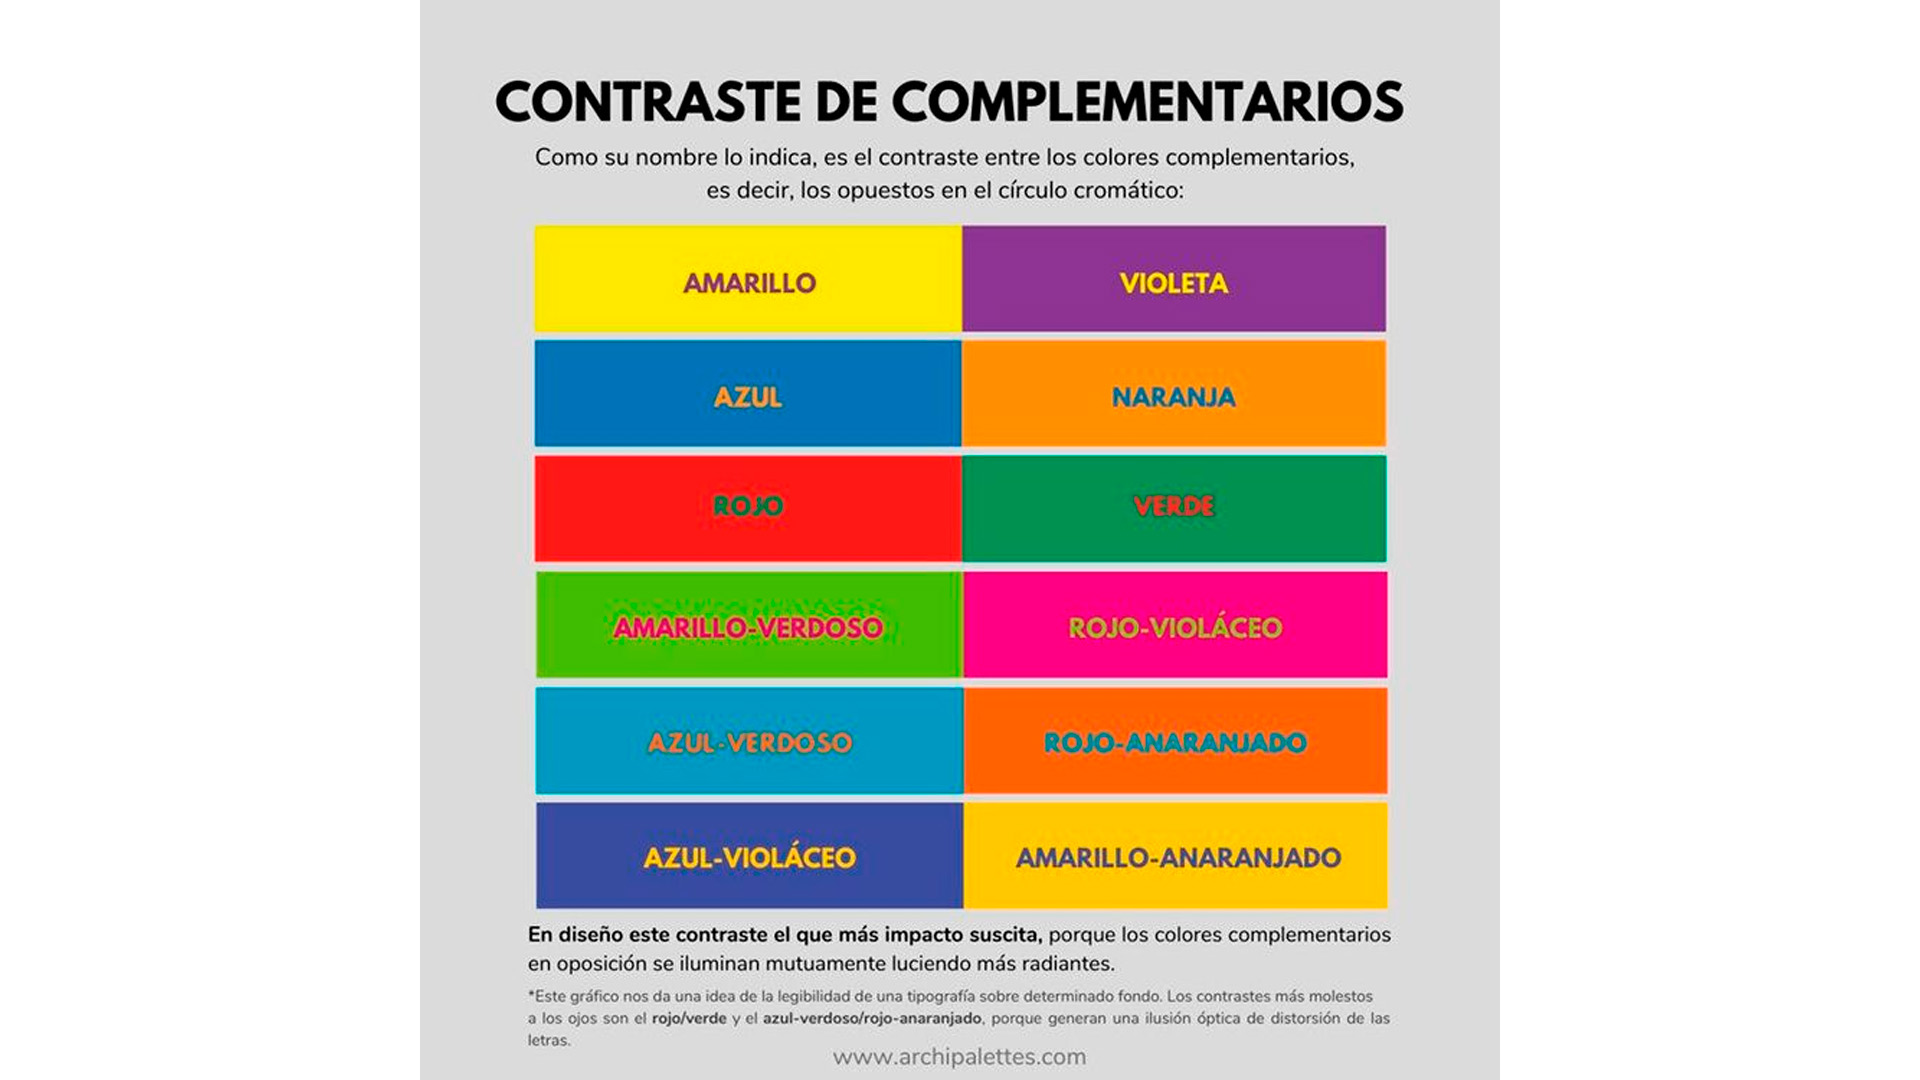 CONTRASTE DE COMPLEMENTARIOS
Como su nombre lo indica, es el contraste entre los colores complementarios,
es decir, los opuestos en el círculo cromático:
AMARILLO VIOLETA
AZUL NARANJA
ROJO VERDE
AMARILLO-VERDOSO ROJO-VIOLÁCEO
AZUL-VERDOSO ROJO-ANARANJADO
AZUL-VIOLÁCEO AMARILLO-ANARANJADO
En diseño este contraste el que más impacto suscita, porque los colores complementarios
en oposición se iluminan mutuamente luciendo más radiantes.
*Este gráfico nos da una idea de la legibilidad de una tipografía sobre determinado fondo. Los contrastes más molestos
a los ojos son el rojo/verde y el azul-verdoso/rojo-anaranjado, porque generan una ilusión óptica de distorsión de las
letras.
www.archipalettes.com